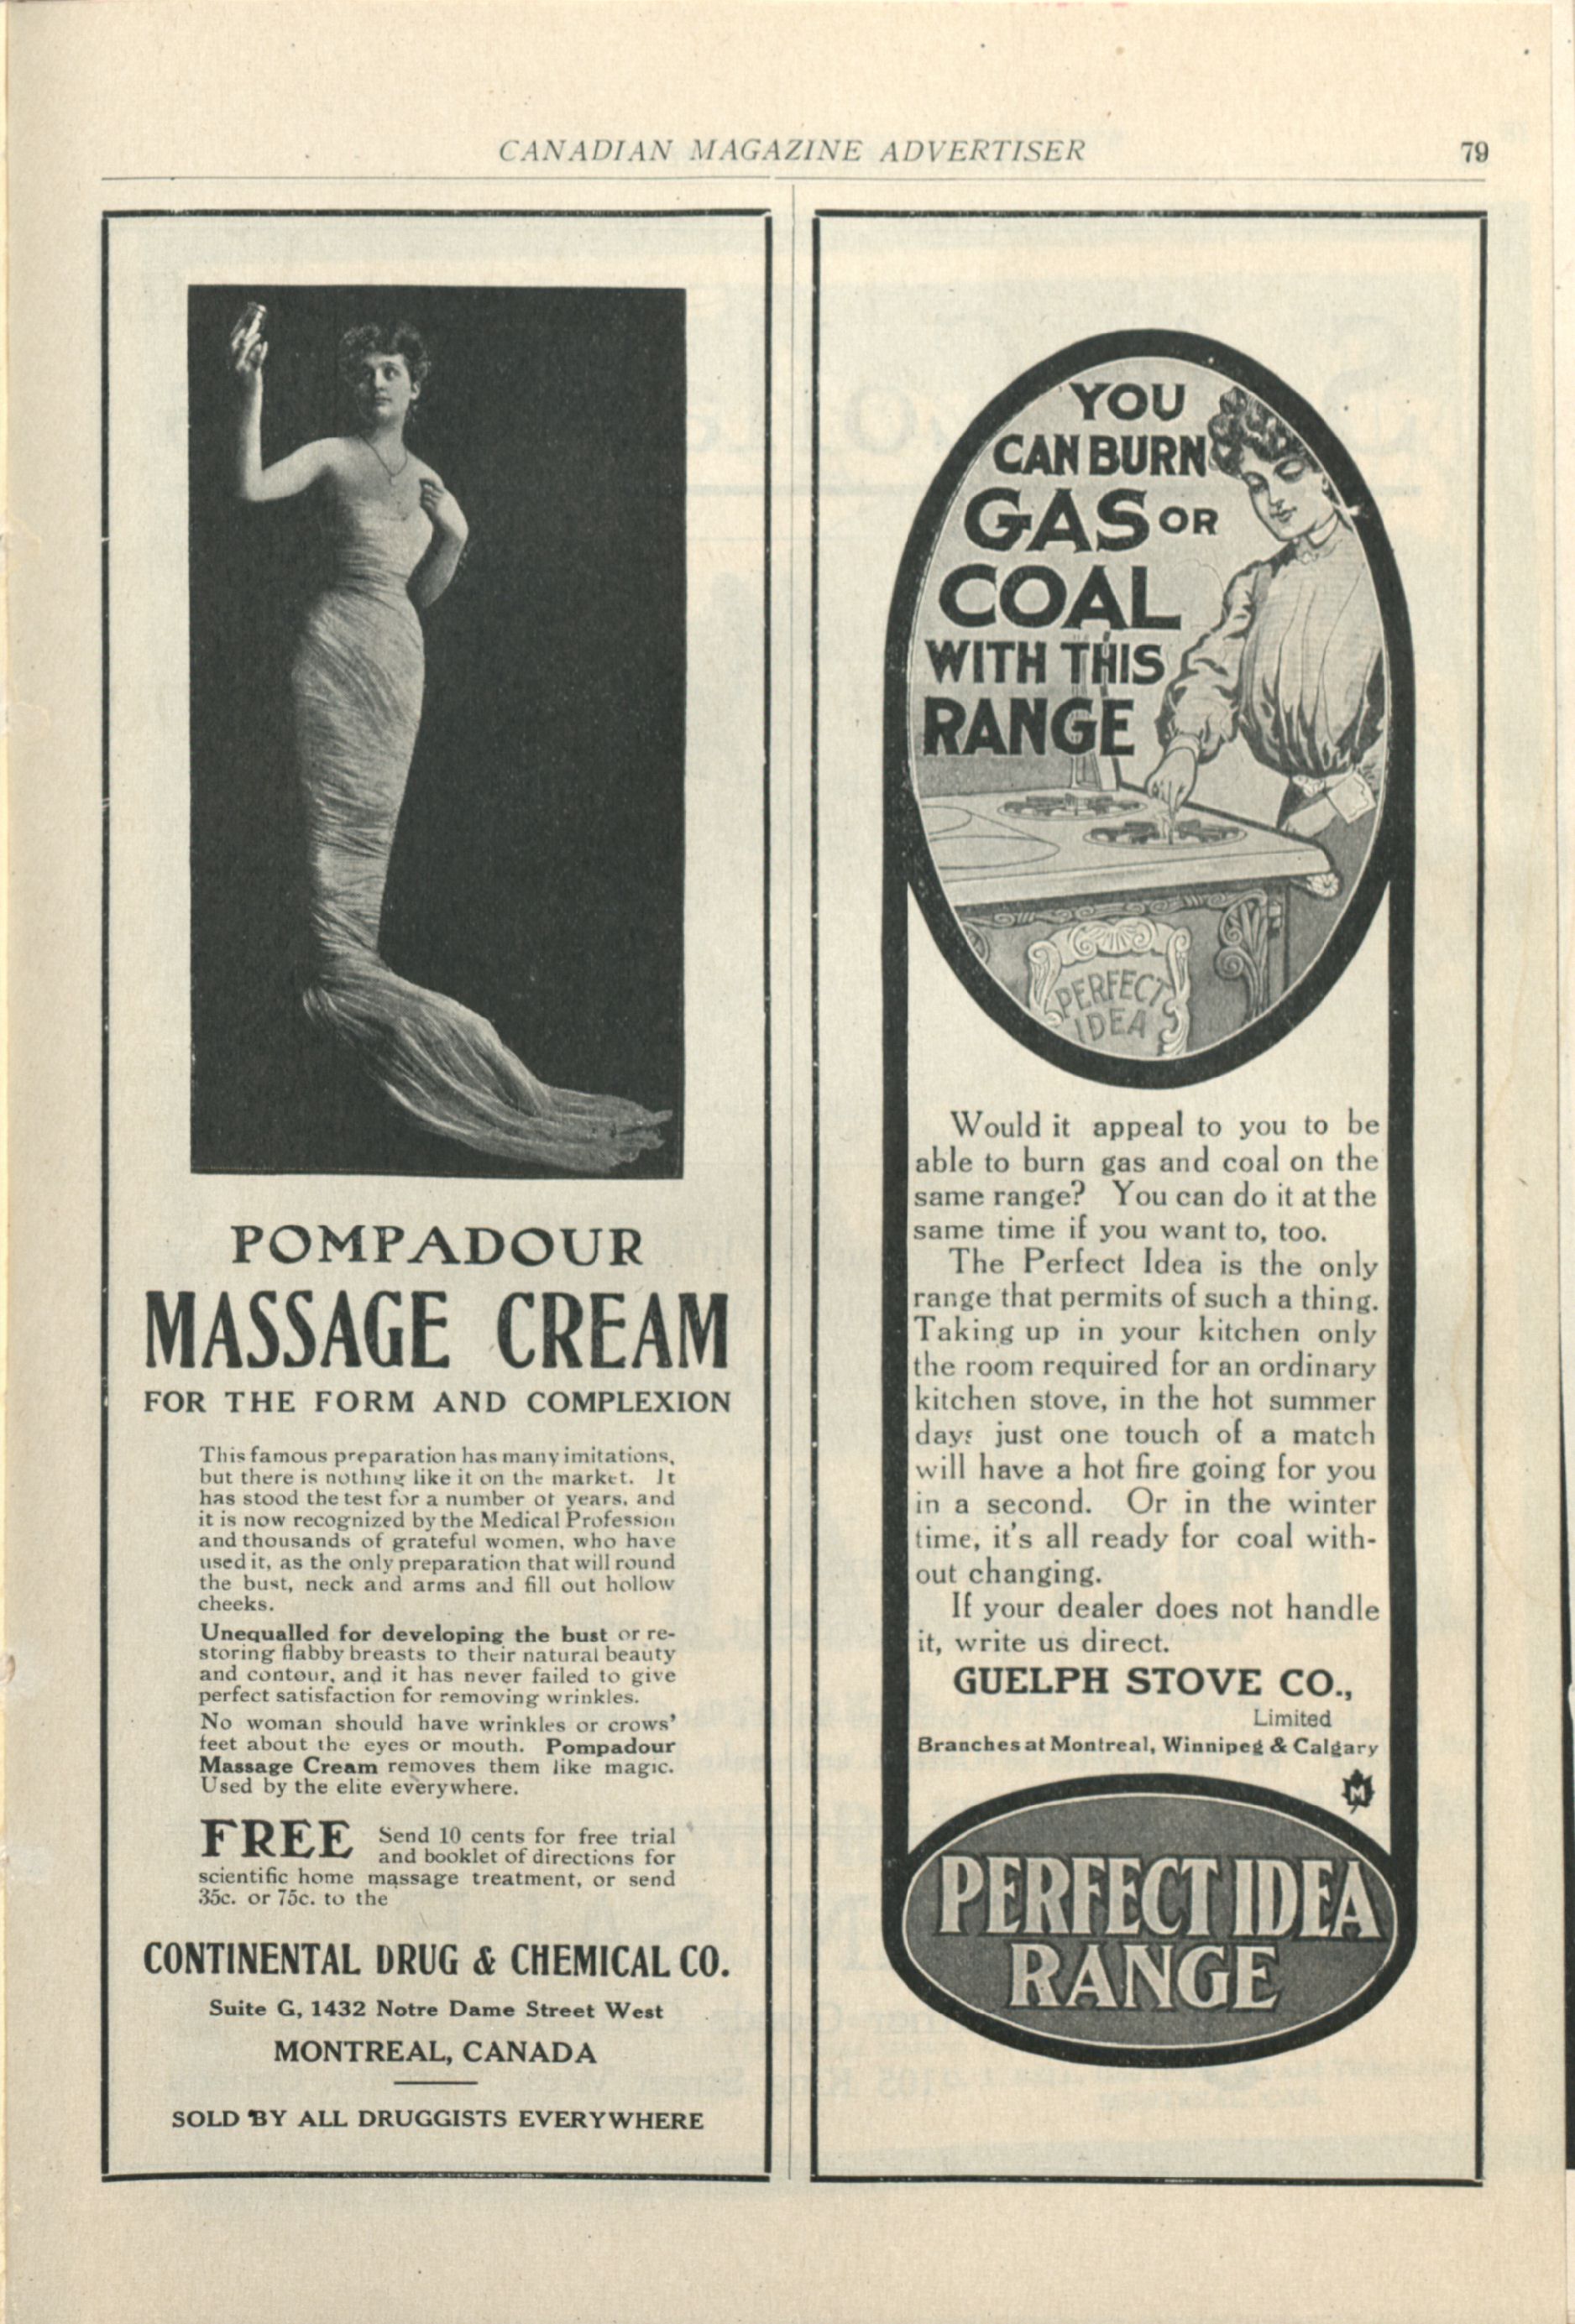 CANADIAN MAGAZINE ADVERTISER 79
POMPADOUR
MASSAGE CREAM
FOR THE FORM AND COMPLEXION
This famous preparation has many imitations,
but there is nothing like it on the market. It
has stood the test for a number of years, and
it is now recognized by the Medical Profession
and thousands of grateful women, who have
used it, as the only preparation that will round
the bust, neck and arms and fill out hollow
cheeks.
Unequalled for developing the bust or re-
storing flabby breasts to their natural beauty
and contour, and it has never failed to give
perfect satisfaction for removing wrinkles.
No woman should have wrinkles or crows'
feet about the eyes or mouth. Pompadour
Massage Cream removes them like magic.
Used by the elite everywhere.
FREE Send 10 cents for free trial
and booklet of directions for
scientific home massage treatment, or send
35c. or 75c. to the
CONTINENTAL DRUG & CHEMICAL CO.
Suite G, 1432 Notre Dame Street West
MONTREAL, CANADA
SOLD BY ALL DRUGGISTS EVERYWHERE
YOU
CAN BURN
GAS OR
COAL
WITH THIS
RANGE
PERFECT
IDEA
Would it appeal to you to be
able to burn gas and coal on the
same range? You can do it at the
same time if you want to, too.
The Perfect Idea is the only
range that permits of such a thing.
Taking up in your kitchen only
the room required for an ordinary
kitchen stove, in the hot summer
days just one touch of a match
will have a hot fire going for you
in a second. Or in the winter
time, it's all ready for coal with-
out changing.
If your dealer does not handle
it, write us direct.
GUELPH STOVE CO.,
Limited
Branches at Montreal, Winnipeg & Calgary
M
PERFECT IDEA
RANGE